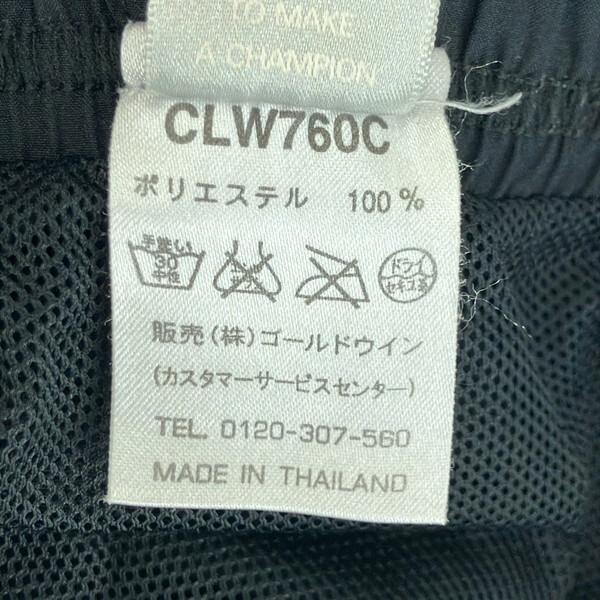 TO MAKE
A CHAMPION
CLW760C
ポリエステル 100%
手洗い 30 中性 ドライ セキユ系
販売(株)ゴールドウイン
(カスタマーサービスセンター)
TEL. 0120-307-560
MADE IN THAILAND